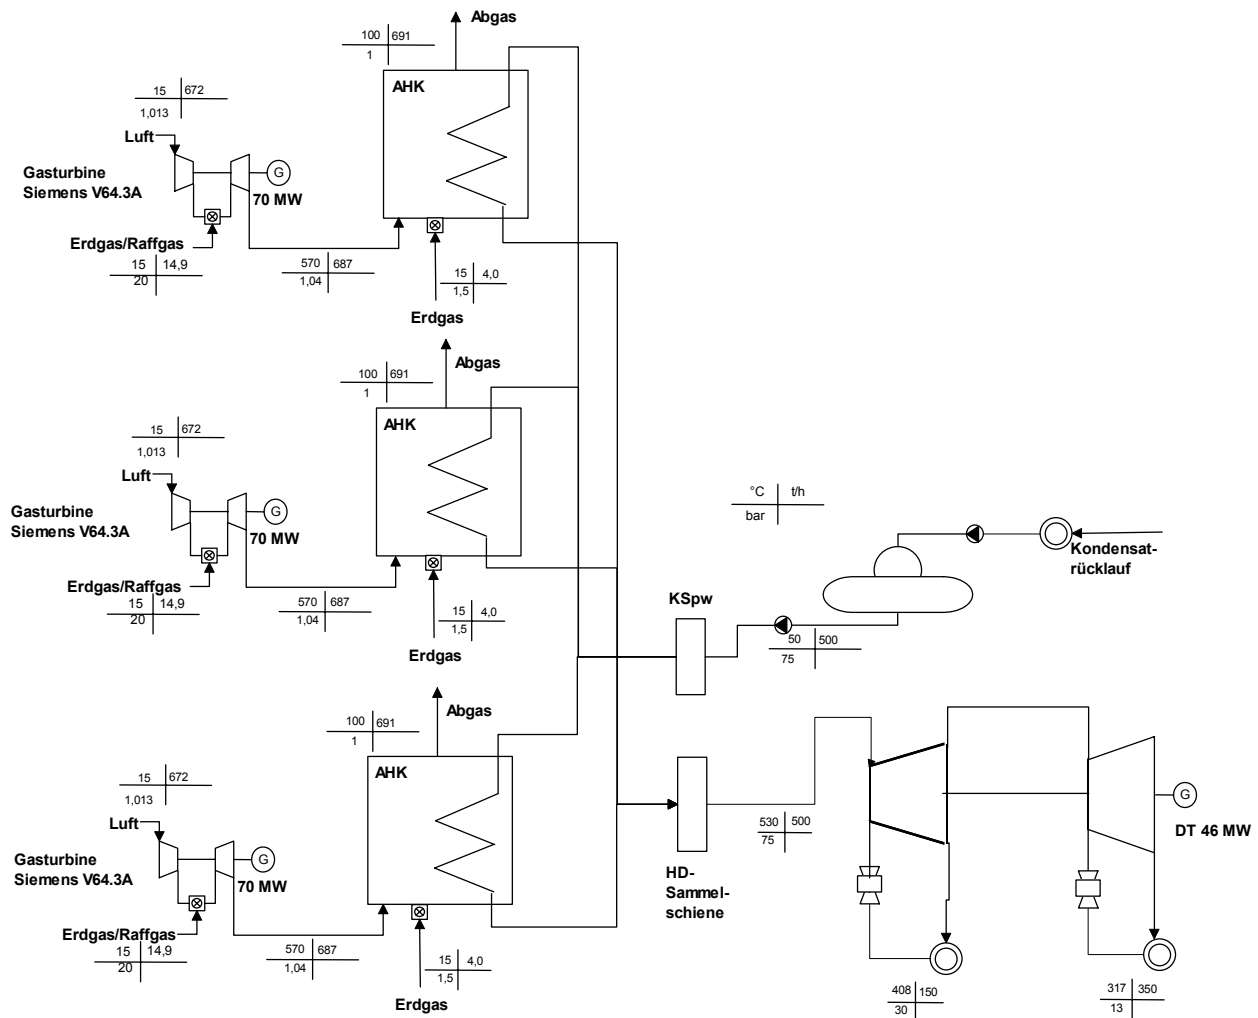 Abgas
100 691
1
AHK
15 672
1,013
Luft
Gasturbine
Siemens V64.3A
G
70 MW
Erdgas/Raffgas
15 14,9
20
570 687
1,04
15 4,0
1,5
Erdgas
Abgas
100 691
1
AHK
15 672
1,013
Luft
Gasturbine
Siemens V64.3A
G
70 MW
Erdgas/Raffgas
15 14,9
20
570 687
1,04
15 4,0
1,5
Erdgas
°C t/h
bar
Kondensat-
rücklauf
KSpw
50 500
75
Abgas
100 691
1
AHK
15 672
1,013
Luft
Gasturbine
Siemens V64.3A
G
70 MW
Erdgas/Raffgas
15 14,9
20
570 687
1,04
15 4,0
1,5
Erdgas
530 500
75
HD-
Sammel-
schiene
G
DT 46 MW
408 150
30
317 350
13